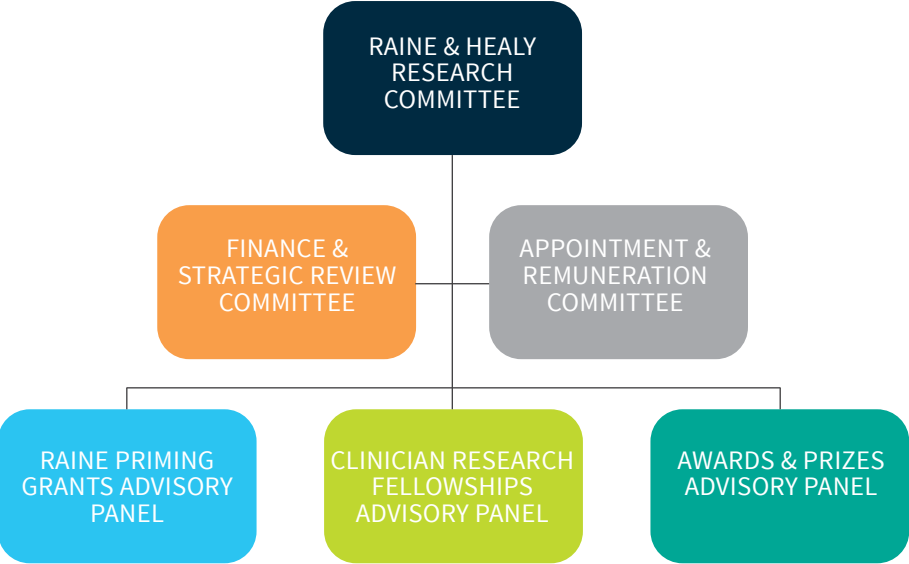 RAINE & HEALY
RESEARCH
COMMITTEE
FINANCE &
STRATEGIC REVIEW
COMMITTEE
APPOINTMENT &
REMUNERATION
COMMITTEE
RAINE PRIMING
GRANTS ADVISORY
PANEL
CLINICIAN RESEARCH
FELLOWSHIPS
ADVISORY PANEL
AWARDS & PRIZES
ADVISORY PANEL